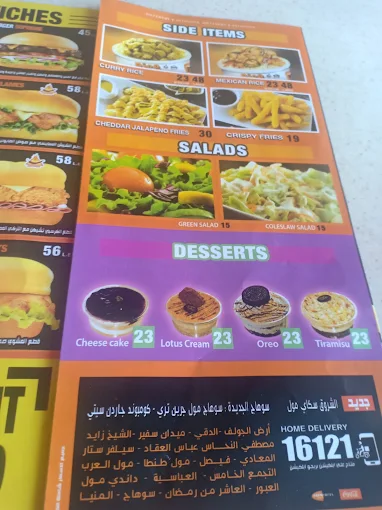 ICHES
45
58
58
56
SIDE ITEMS
CURRY RICE 23 48
MEXICAN RICE 23 48
CHEDDAR JALAPENO FRIES 30
CRISPY FRIES 19
SALADS
GREEN SALAD 15
COLESLAW SALAD 15
DESSERTS
Cheese cake 23
Lotus Cream 23
Oreo 23
Tiramisu 23
جديد الشروق سكاي مول
سوهاج الجديدة : سوهاج مول جرين تري - كومبوند جاردن سيتي
HOME DELIVERY
16121
أرض الجولف - الدقي - ميدان سفير - الشيخ زايد
مصطفي النحاس عباس العقاد - سيلفر ستار
المعادي - فيصل - مول طنطا - مول العرب
التجمع الخامس - العباسية - داندي مول
العبور - العاشر من رمضان - سوهاج - المنيا